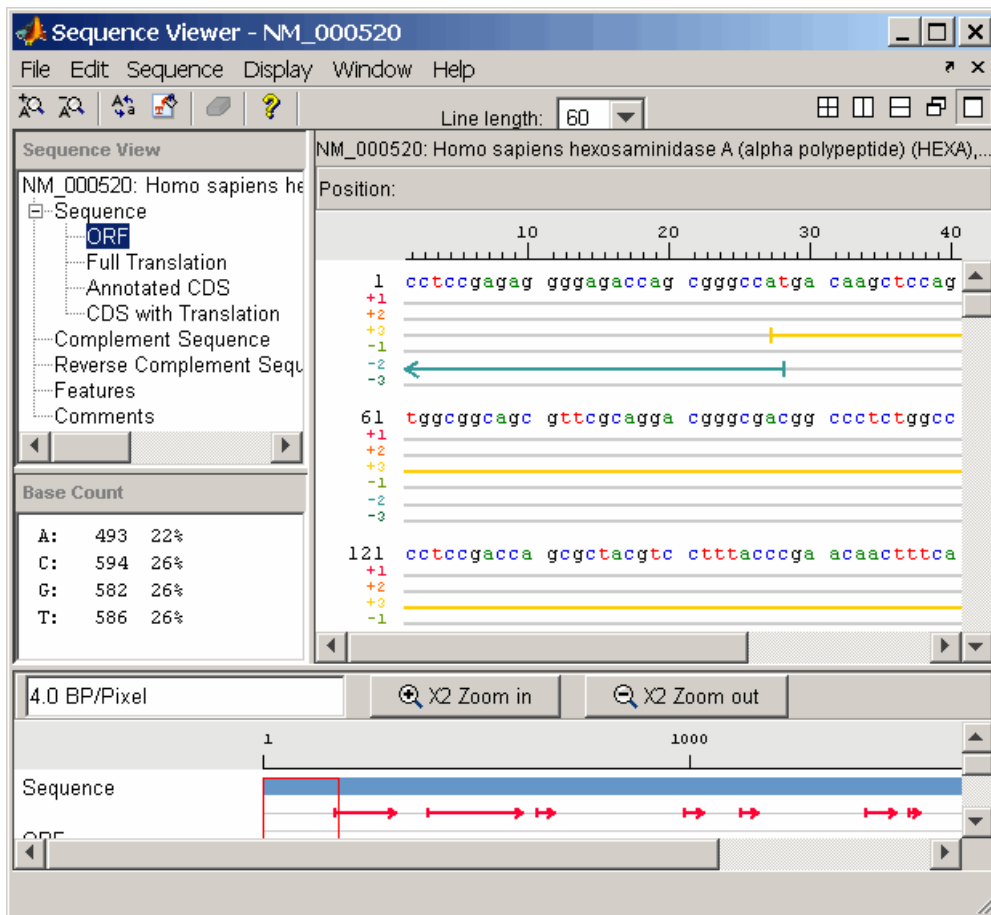 Sequence Viewer - NM_000520
File Edit Sequence Display Window Help
Line length: 60
Sequence View
NM_000520: Homo sapiens he
Sequence
ORF
Full Translation
Annotated CDS
CDS with Translation
Complement Sequence
Reverse Complement Sequ
Features
Comments
Base Count
A: 493 22%
C: 594 26%
G: 582 26%
T: 586 26%
NM_000520: Homo sapiens hexosaminidase A (alpha polypeptide) (HEXA),...
Position:
10 20 30 40
1 cctccgagag gggagaccag cgggccatga caagctccag
+1
+2
+3
-1
-2
-3
61 tggcggcagc gttcgcagga cgggcgacgg ccctctggcc
+1
+2
+3
-1
-2
-3
121 cctccgacca gcgctacgtc ctttacccga acaactttca
+1
+2
+3
-1
4.0 BP/Pixel X2 Zoom in X2 Zoom out
1 1000
Sequence
ORF